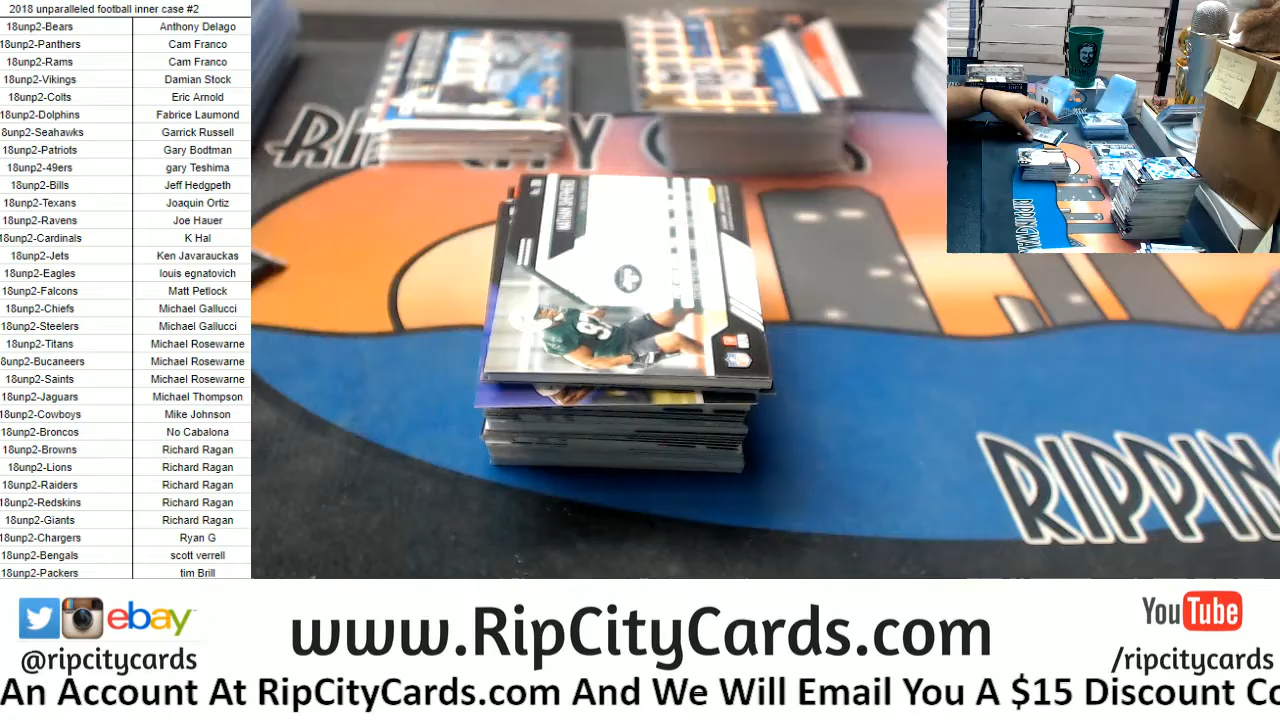 2018 unparalleled football inner case #2
18unp2-Bears Anthony Delago
18unp2-Panthers Cam Franco
18unp2-Rams Cam Franco
18unp2-Vikings Damian Stock
18unp2-Colts Eric Arnold
18unp2-Dolphins Fabrice Laumond
8unp2-Seahawks Garrick Russell
18unp2-Patriots Gary Bodtman
18unp2-49ers gary Teshima
18unp2-Bills Jeff Hedgpeth
18unp2-Texans Joaquin Ortiz
18unp2-Ravens Joe Hauer
18unp2-Cardinals K Hal
18unp2-Jets Ken Javarauckas
18unp2-Eagles louis egnatovich
18unp2-Falcons Matt Petlock
18unp2-Chiefs Michael Gallucci
18unp2-Steelers Michael Gallucci
18unp2-Titans Michael Rosewarne
8unp2-Bucaneers Michael Rosewarne
18unp2-Saints Michael Rosewarne
18unp2-Jaguars Michael Thompson
18unp2-Cowboys Mike Johnson
18unp2-Broncos No Cabalona
18unp2-Browns Richard Ragan
18unp2-Lions Richard Ragan
18unp2-Raiders Richard Ragan
18unp2-Redskins Richard Ragan
18unp2-Giants Richard Ragan
18unp2-Chargers Ryan G
18unp2-Bengals scott verrell
18unp2-Packers tim Brill
RIPPIN
ebay
@ripcitycards
www.RipCityCards.com
YouTube
/ripcitycards
An Account At RipCityCards.com And We Will Email You A $15 Discount Co